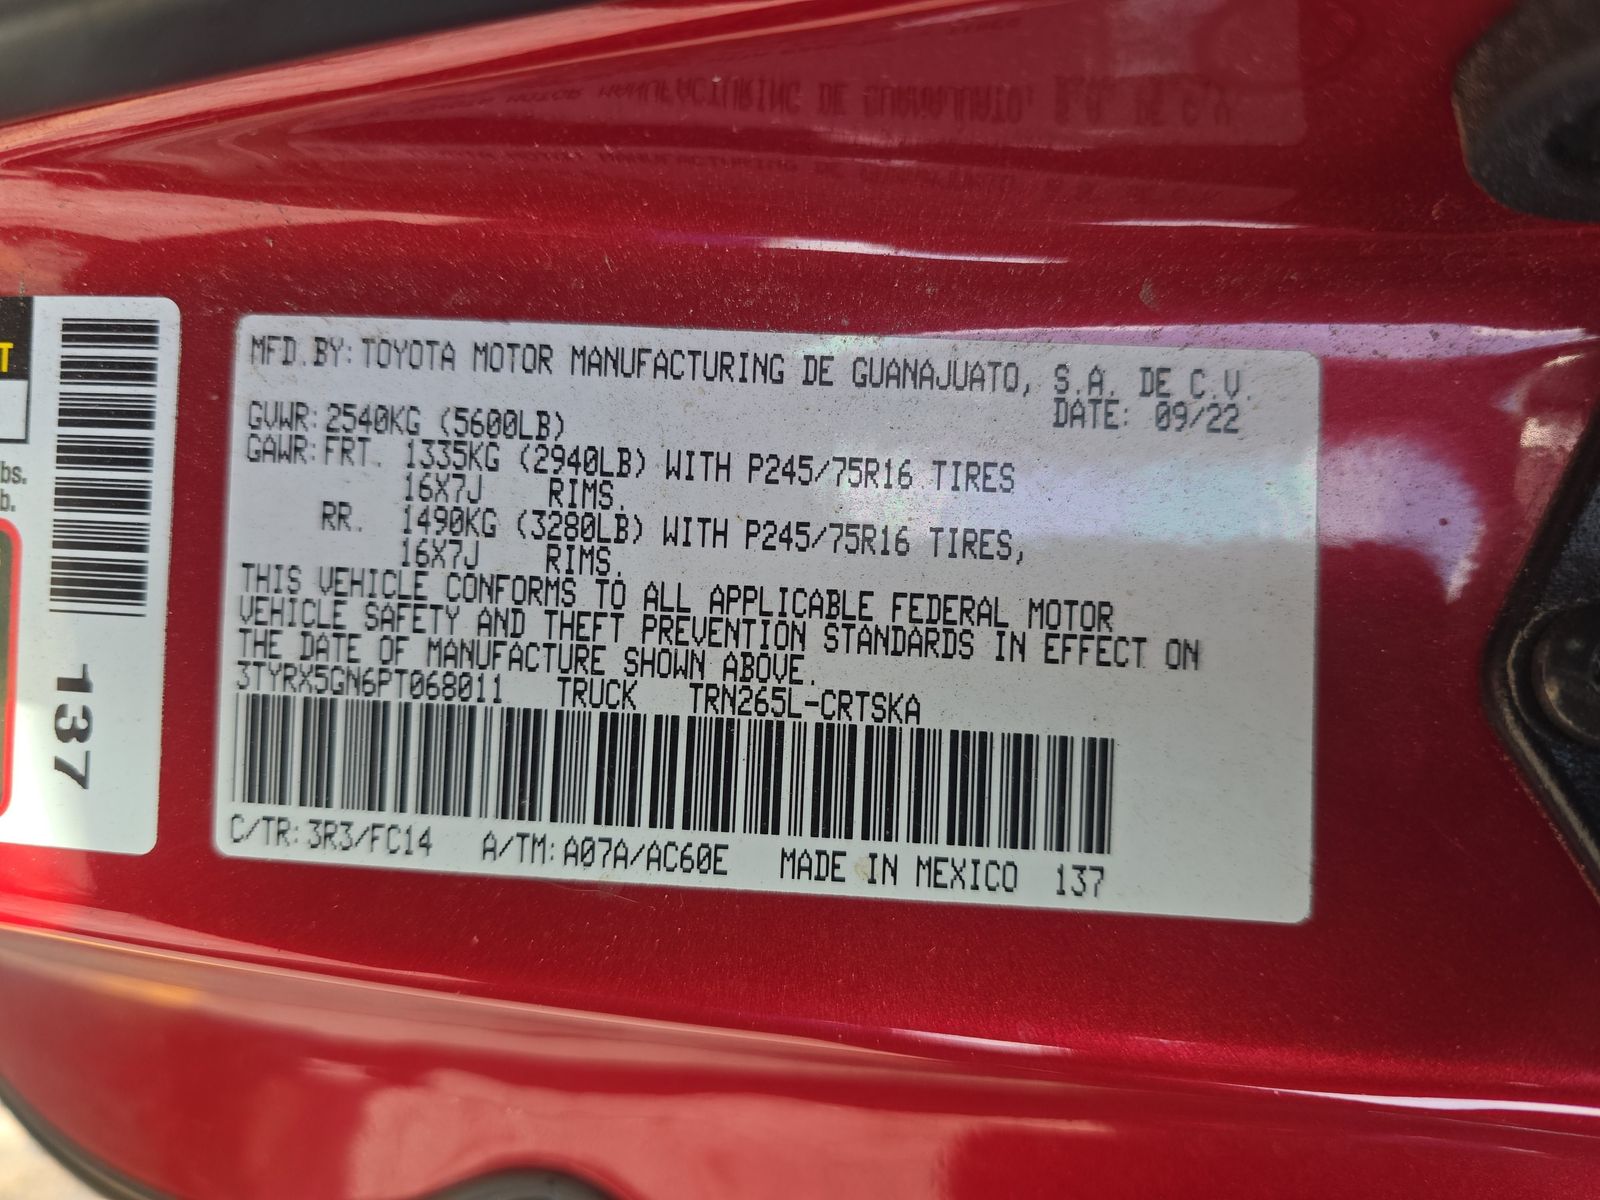 MFD.BY: TOYOTA MOTOR MANUFACTURING DE GUANAJUATO, S.A. DE C.V.
GVWR: 2540KG (5600LB) DATE: 09/22
GAWR: FRT. 1335KG (2940LB) WITH P245/75R16 TIRES
16X7J RIMS.
RR. 1490KG (3280LB) WITH P245/75R16 TIRES,
16X7J RIMS.
THIS VEHICLE CONFORMS TO ALL APPLICABLE FEDERAL MOTOR
VEHICLE SAFETY AND THEFT PREVENTION STANDARDS IN EFFECT ON
THE DATE OF MANUFACTURE SHOWN ABOVE.
3TYRX5GN6PT068011 TRUCK TRN265L-CRTSKA
C/TR: 3R3/FC14 A/TM: A07A/AC60E MADE IN MEXICO 137
T
bs.
b.
137